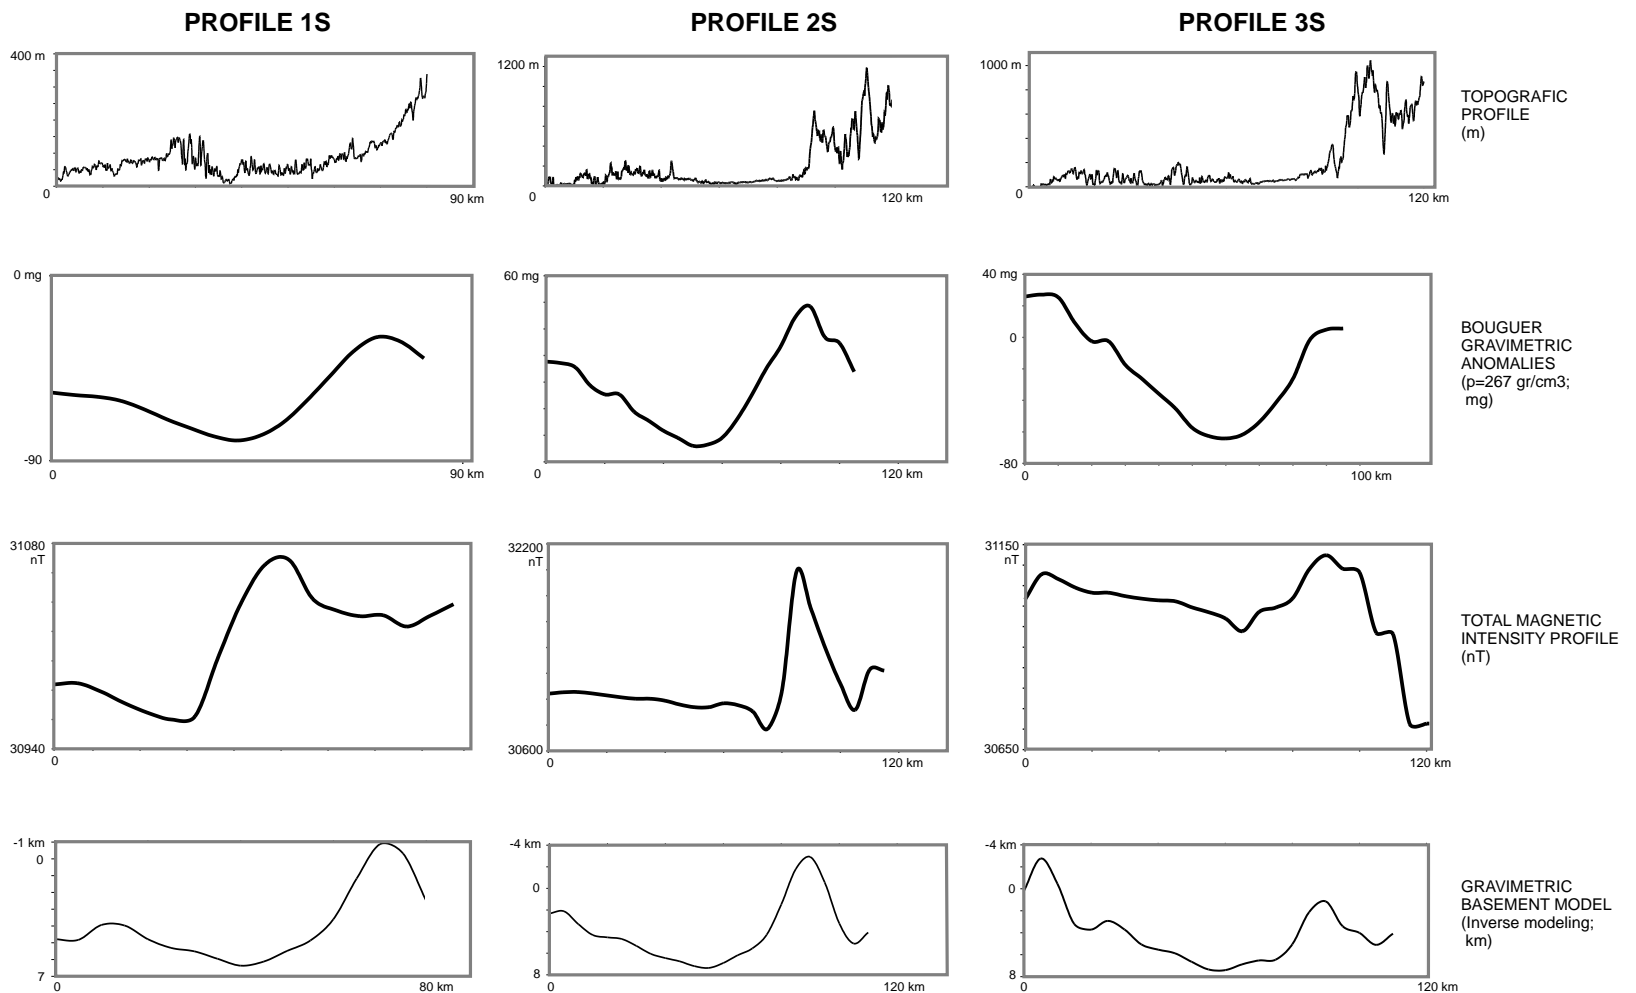 PROFILE 1S
PROFILE 2S
PROFILE 3S
400 m
0
90 km
1200 m
0
120 km
1000 m
0
120 km
TOPOGRAFIC
PROFILE
(m)
0 mg
-90
0
90 km
60 mg
0
120 km
40 mg
0
-80
0
100 km
BOUGUER
GRAVIMETRIC
ANOMALIES
(p=267 gr/cm3;
mg)
31080
nT
30940
0
32200
nT
30600
0
120 km
31150
nT
30650
0
120 km
TOTAL MAGNETIC
INTENSITY PROFILE
(nT)
-1 km
0
7
0
80 km
-4 km
0
8
0
120 km
-4 km
0
8
0
120 km
GRAVIMETRIC
BASEMENT MODEL
(Inverse modeling;
km)